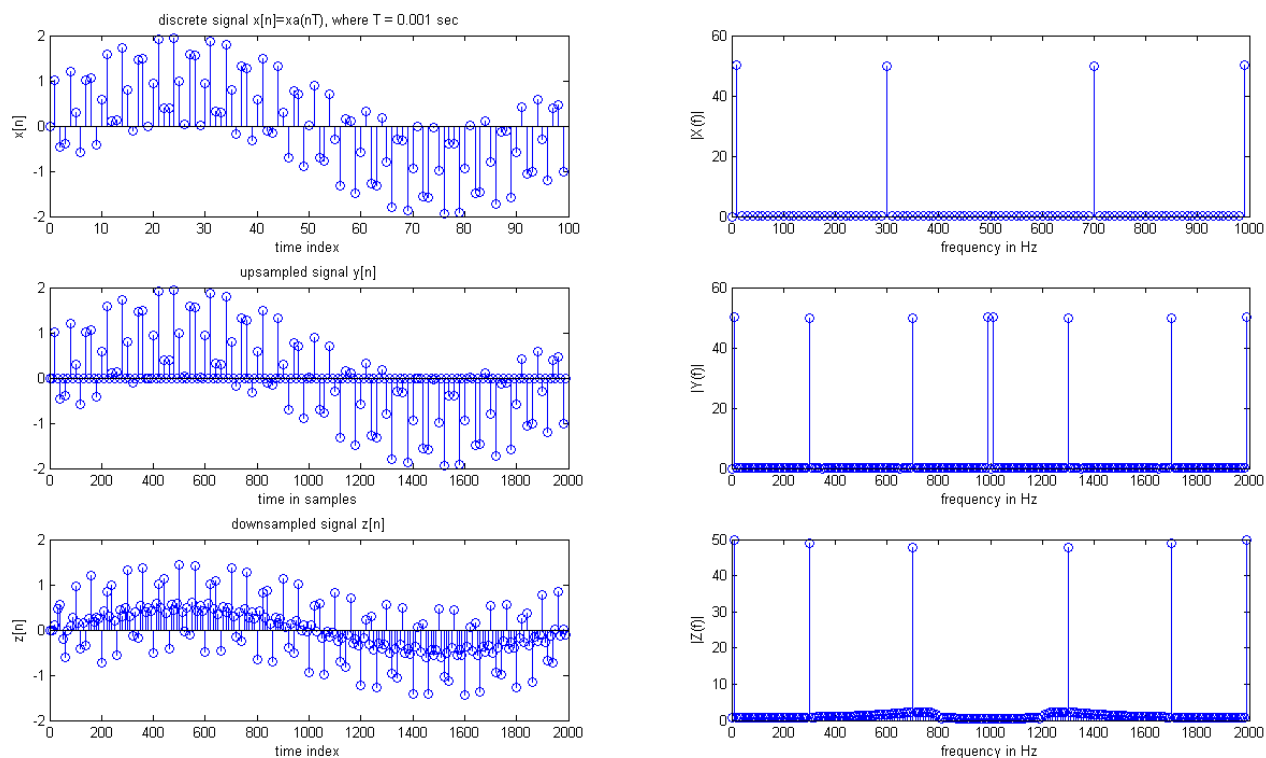 discrete signal x[n]=xa(nT), where T = 0.001 sec
2
1
0
-1
-2
x[n]
0 10 20 30 40 50 60 70 80 90 100
time index
60
40
20
0
|X(f)|
0 100 200 300 400 500 600 700 800 900 1000
frequency in Hz
upsampled signal y[n]
2
1
0
-1
-2
0 200 400 600 800 1000 1200 1400 1600 1800 2000
time in samples
60
40
20
0
|Y(f)|
0 200 400 600 800 1000 1200 1400 1600 1800 2000
frequency in Hz
downsampled signal z[n]
2
1
0
-1
-2
z[n]
0 200 400 600 800 1000 1200 1400 1600 1800 2000
time index
50
40
30
20
10
0
|Z(f)|
0 200 400 600 800 1000 1200 1400 1600 1800 2000
frequency in Hz